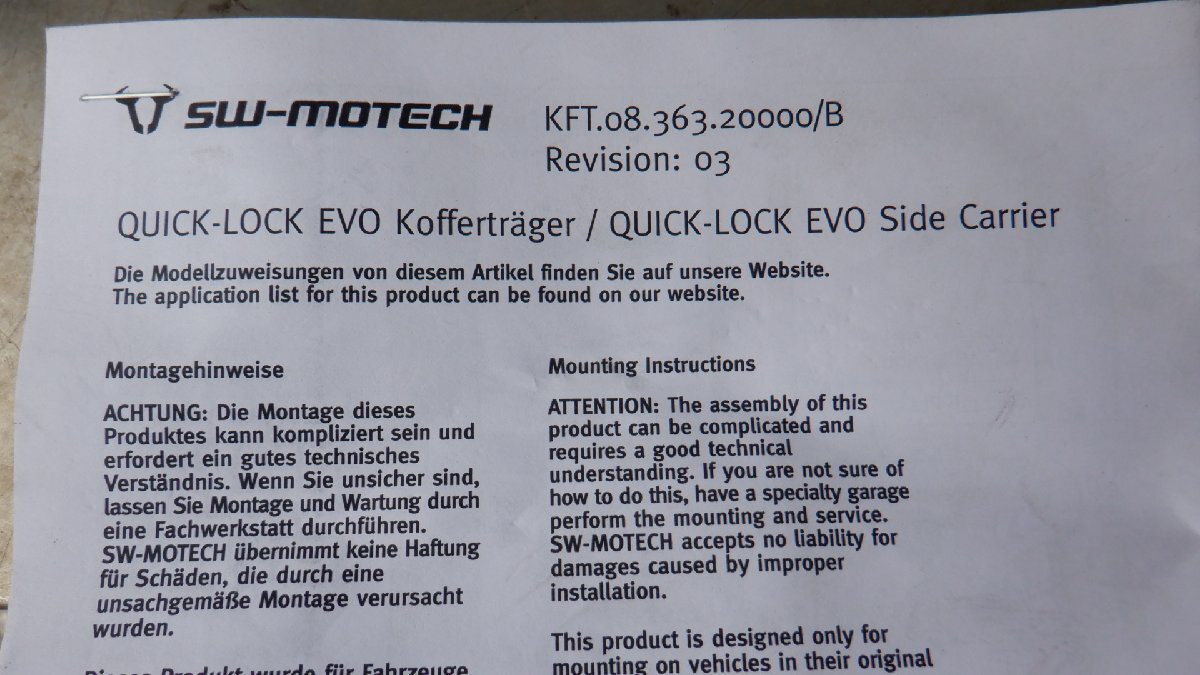 SW-MOTECH
KFT.08.363.20000/B
Revision: 03
QUICK-LOCK EVO Kofferträger / QUICK-LOCK EVO Side Carrier
Die Modellzuweisungen von diesem Artikel finden Sie auf unsere Website.
The application list for this product can be found on our website.
Montagehinweise
ACHTUNG: Die Montage dieses
Produktes kann kompliziert sein und
erfordert ein gutes technisches
Verständnis. Wenn Sie unsicher sind,
lassen Sie Montage und Wartung durch
eine Fachwerkstatt durchführen.
SW-MOTECH übernimmt keine Haftung
für Schäden, die durch eine
unsachgemäße Montage verursacht
wurden.
Dieses Produkt wurde für Fahrzeuge
Mounting Instructions
ATTENTION: The assembly of this
product can be complicated and
requires a good technical
understanding. If you are not sure of
how to do this, have a specialty garage
perform the mounting and service.
SW-MOTECH accepts no liability for
damages caused by improper
installation.
This product is designed only for
mounting on vehicles in their original